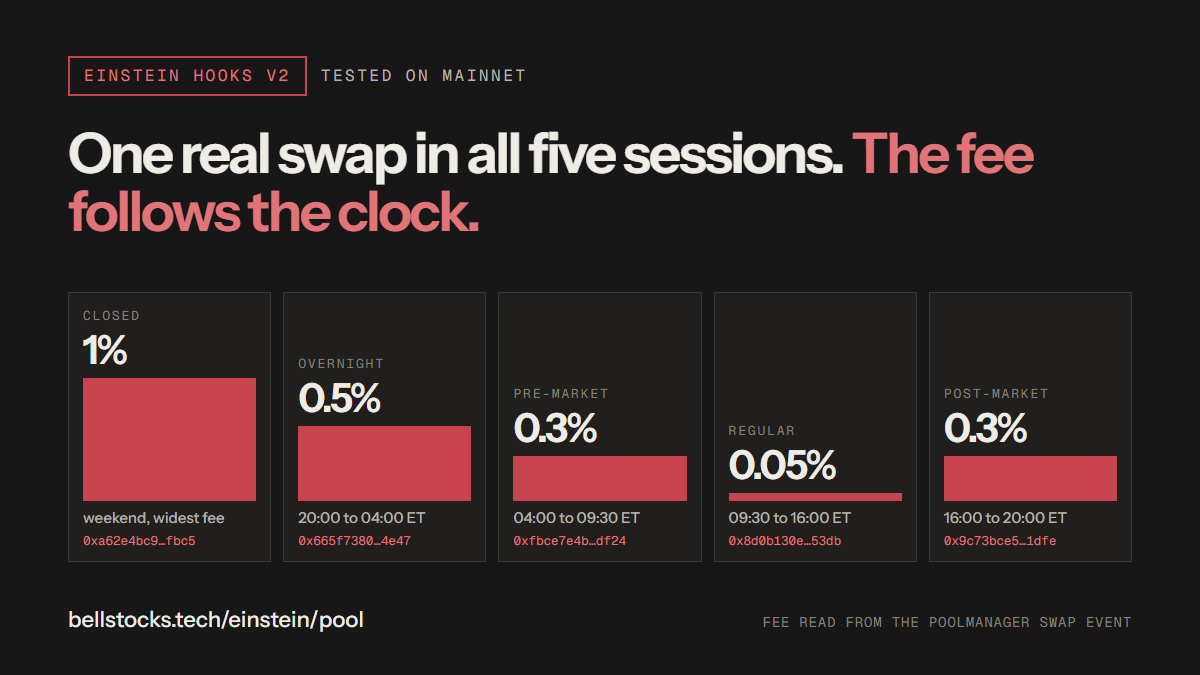 EINSTEIN HOOKS V2
TESTED ON MAINNET
One real swap in all five sessions. The fee
follows the clock.
CLOSED
1%
weekend, widest fee
0xa62e4bc9…fbc5
OVERNIGHT
0.5%
20:00 to 04:00 ET
0x665f7380…4e47
PRE-MARKET
0.3%
04:00 to 09:30 ET
0xfbce7e4b…df24
REGULAR
0.05%
09:30 to 16:00 ET
0x8d0b130e…53db
POST-MARKET
0.3%
16:00 to 20:00 ET
0x9c73bce5…1dfe
bellstocks.tech/einstein/pool
FEE READ FROM THE POOLMANAGER SWAP EVENT